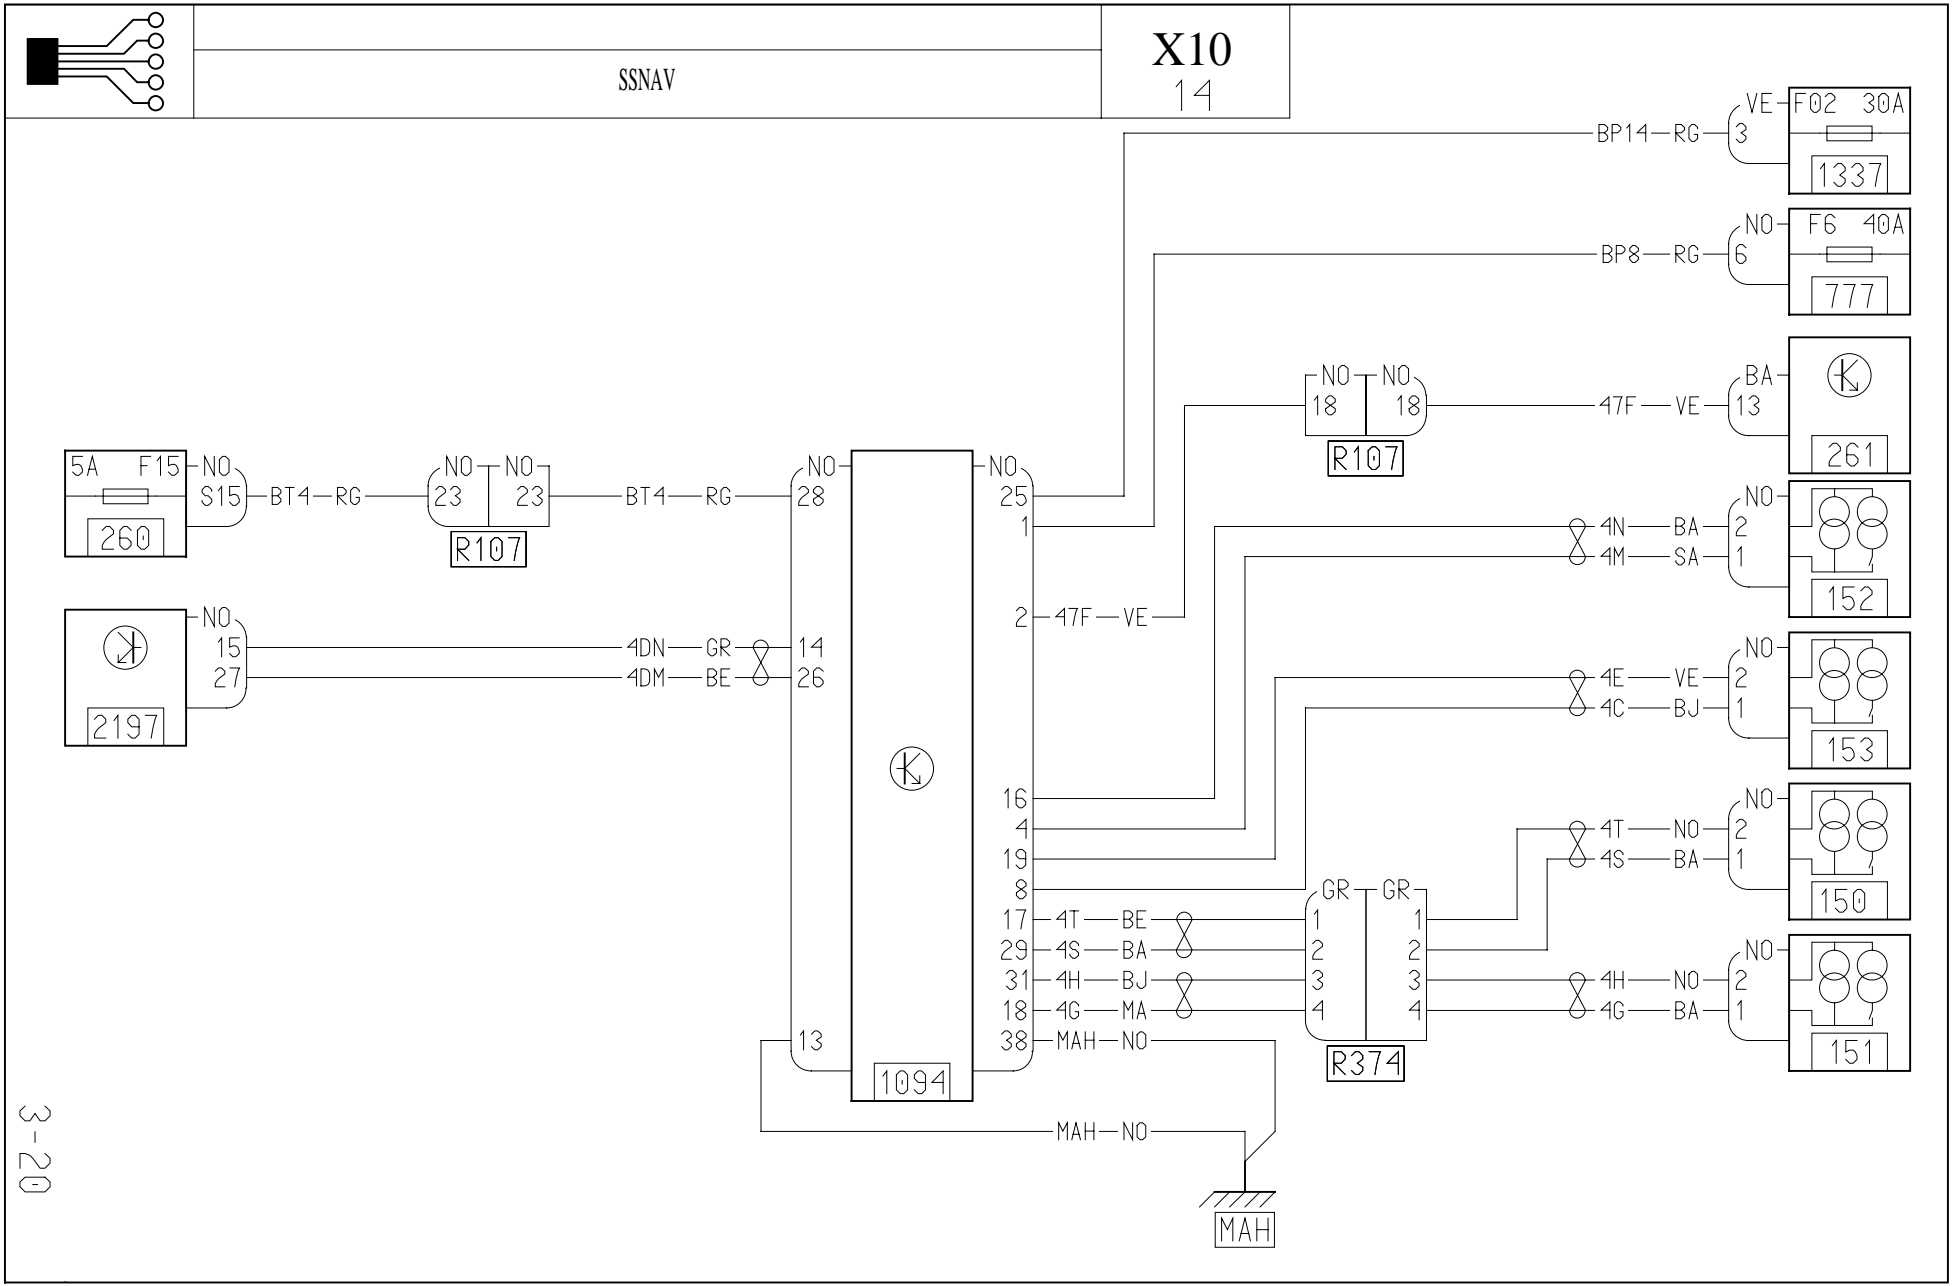 SSNAV
X10
14
VE F02 30A
BP14 RG 3
1337
NO F6 40A
BP8 RG 6
777
NO NO BA
18 18 47F VE 13
R107 261
5A F15 NO NO NO NO NO
S15 BT4 RG 23 23 BT4 RG 28 25
260 R107
1
NO
4N BA 2
4M SA 1
152
2 47F VE
NO
15 4DN GR 14
27 4DM BE 26
2197
NO
4E VE 2
4C BJ 1
153
16
4
19
8
NO
4T NO 2
4S BA 1
150
GR GR
17 4T BE 1 1
29 4S BA 2 2
31 4H BJ 3 3
18 4G MA 4 4
R374
NO
4H NO 2
4G BA 1
151
13 38 MAH NO
1094
MAH NO
MAH
3-20